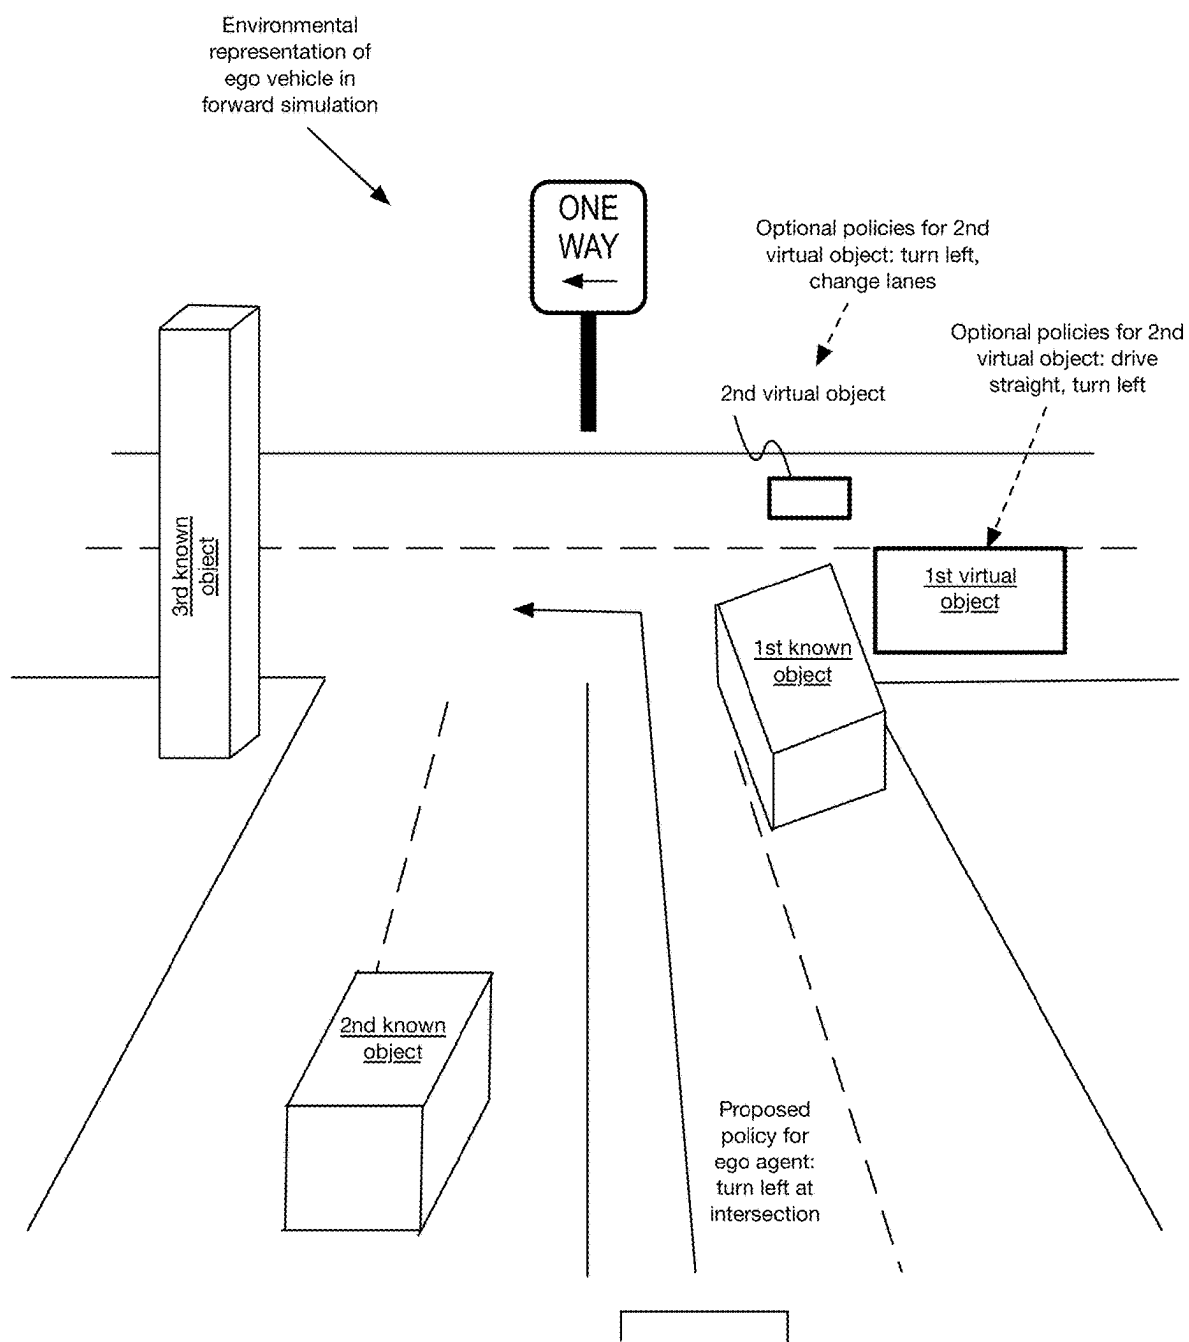 Environmental
representation of
ego vehicle in
forward simulation
ONE
WAY
Optional policies for 2nd
virtual object: turn left,
change lanes
Optional policies for 2nd
virtual object: drive
straight, turn left
2nd virtual object
3rd known
object
1st virtual
object
1st known
object
2nd known
object
Proposed
policy for
ego agent:
turn left at
intersection